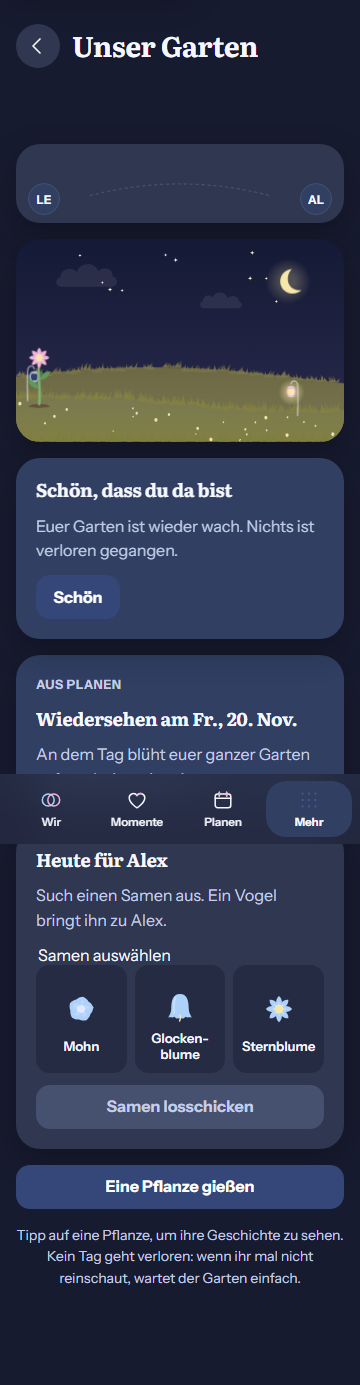 Unser Garten
LE
AL
Schön, dass du da bist
Euer Garten ist wieder wach. Nichts ist
verloren gegangen.
Schön
AUS PLANEN
Wiedersehen am Fr., 20. Nov.
An dem Tag blüht euer ganzer Garten
Wir
Momente
Planen
Mehr
Heute für Alex
Such einen Samen aus. Ein Vogel
bringt ihn zu Alex.
Samen auswählen
Mohn
Glocken-
blume
Sternblume
Samen losschicken
Eine Pflanze gießen
Tipp auf eine Pflanze, um ihre Geschichte zu sehen.
Kein Tag geht verloren: wenn ihr mal nicht
reinschaut, wartet der Garten einfach.